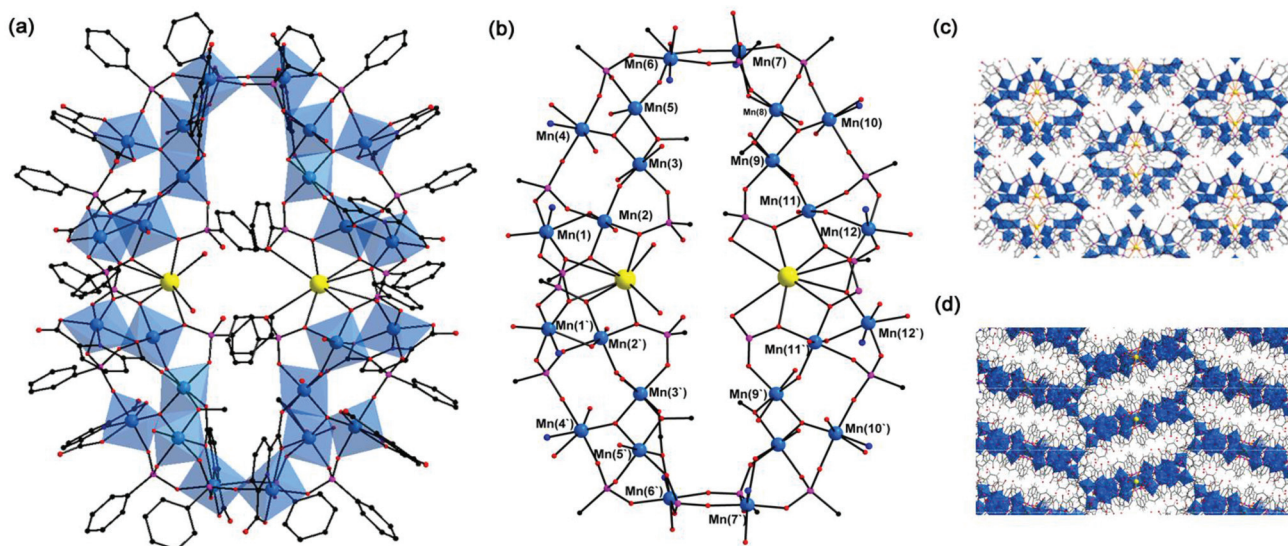 (a)
(b)
(c)
(d)
Mn(6)
Mn(7)
Mn(5)
Mn(8)
Mn(4)
Mn(10)
Mn(3)
Mn(9)
Mn(2)
Mn(11)
Mn(1)
Mn(12)
Mn(1`)
Mn(12`)
Mn(2`)
Mn(11`)
Mn(3`)
Mn(9`)
Mn(4`)
Mn(10`)
Mn(5`)
Mn(6`)
Mn(7`)